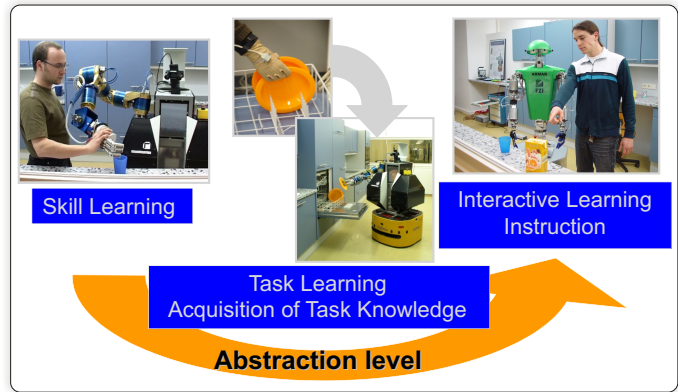 Skill Learning
Interactive Learning
Instruction
Task Learning
Acquisition of Task Knowledge
Abstraction level